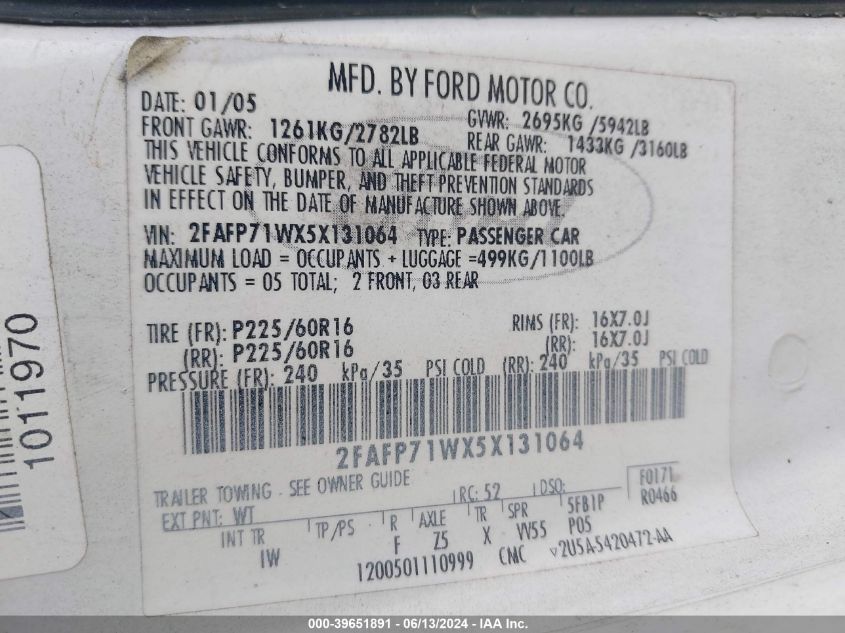 MFD. BY FORD MOTOR CO.
DATE: 01/05
GVWR: 2695KG /5942LB
FRONT GAWR: 1261KG/2782LB
REAR GAWR: 1433KG /3160LB
THIS VEHICLE CONFORMS TO ALL APPLICABLE FEDERAL MOTOR
VEHICLE SAFETY, BUMPER, AND THEFT PREVENTION STANDARDS
IN EFFECT ON THE DATE OF MANUFACTURE SHOWN ABOVE.
VIN: 2FAFP71WX5X131064 TYPE: PASSENGER CAR
MAXIMUM LOAD = OCCUPANTS + LUGGAGE =499KG/1100LB
OCCUPANTS = 05 TOTAL; 2 FRONT, 03 REAR
TIRE (FR): P225/60R16 RIMS (FR): 16X7.0J
(RR): P225/60R16 (RR): 16X7.0J
PRESSURE (FR): 240 kPa/35 PSI COLD (RR): 240 kPa/35 PSI COLD
2FAFP71WX5X131064
TRAILER TOWING - SEE OWNER GUIDE
RC: 52 DSO: F0171
R0466
EXT PNT: WT 5FB1P
INT TR TP/PS R AXLE TR SPR P05
IW F Z5 X VV55
1200501110999 CMC V2U5A-5420472-AA
1011970
000-39651891 - 06/13/2024 - IAA Inc.